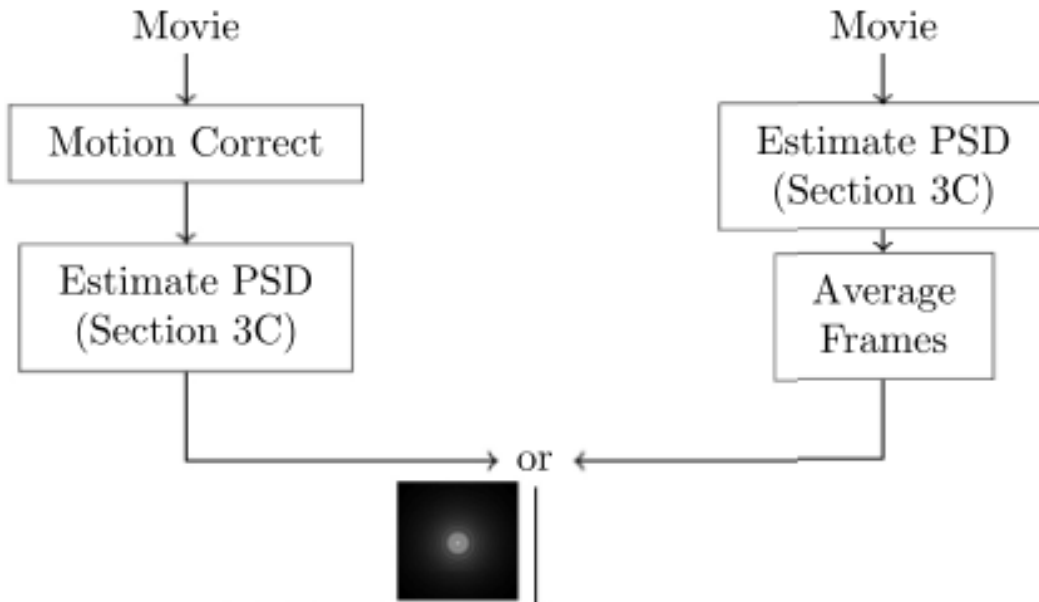 Movie
Motion Correct
Estimate PSD
(Section 3C)
Movie
Estimate PSD
(Section 3C)
Average
Frames
or